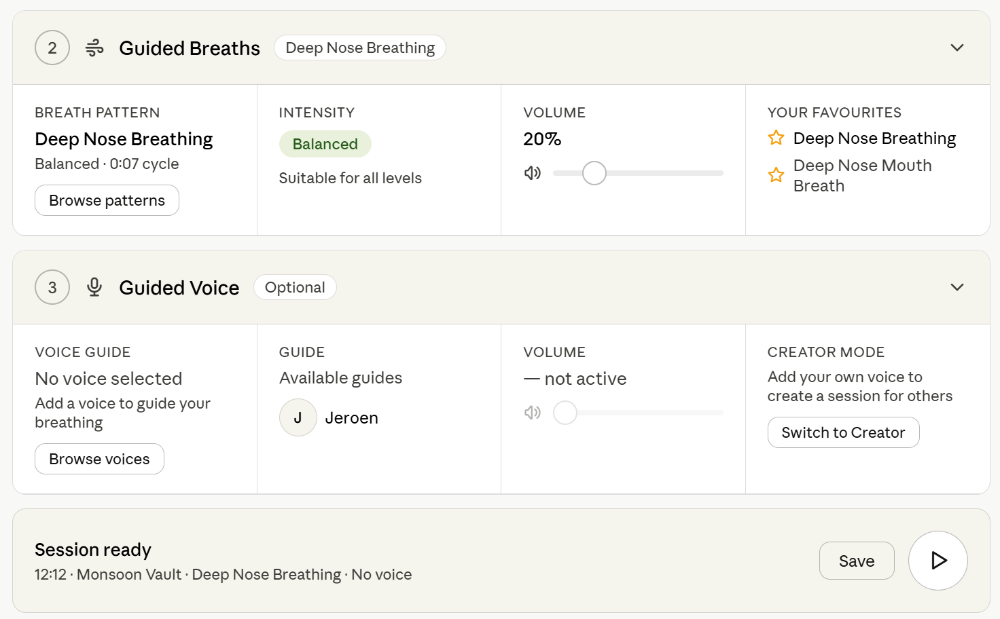 2 Guided Breaths Deep Nose Breathing
BREATH PATTERN
Deep Nose Breathing
Balanced · 0:07 cycle
Browse patterns
INTENSITY
Balanced
Suitable for all levels
VOLUME
20%
YOUR FAVOURITES
Deep Nose Breathing
Deep Nose Mouth
Breath
3 Guided Voice Optional
VOICE GUIDE
No voice selected
Add a voice to guide your
breathing
Browse voices
GUIDE
Available guides
J Jeroen
VOLUME
— not active
CREATOR MODE
Add your own voice to
create a session for others
Switch to Creator
Session ready
12:12 · Monsoon Vault · Deep Nose Breathing · No voice
Save